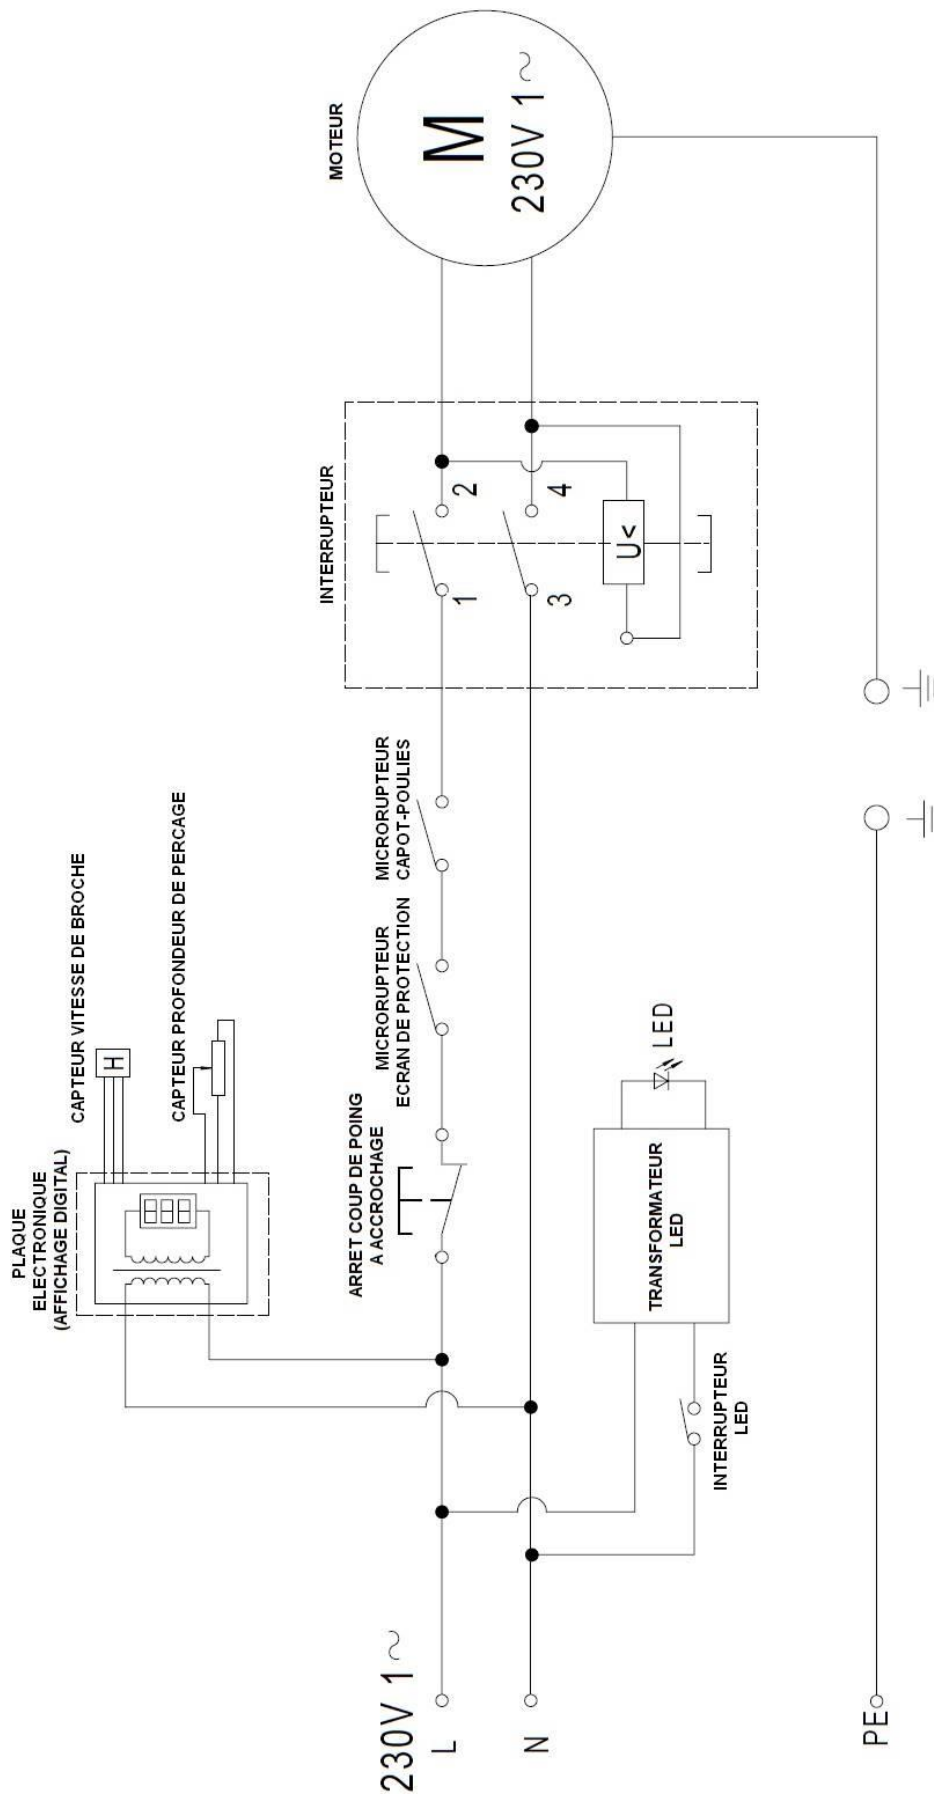 MOTEUR
M
230V 1~
INTERRUPTEUR
1
2
3
4
U<
MICRORUPTEUR
CAPOT-POULIES
MICRORUPTEUR
ECRAN DE PROTECTION
ARRET COUP DE POING
A ACCROCHAGE
CAPTEUR VITESSE DE BROCHE
H
CAPTEUR PROFONDEUR DE PERCAGE
PLAQUE
ELECTRONIQUE
(AFFICHAGE DIGITAL)
888
LED
TRANSFORMATEUR
LED
INTERRUPTEUR
LED
230V 1~
L
N
PE